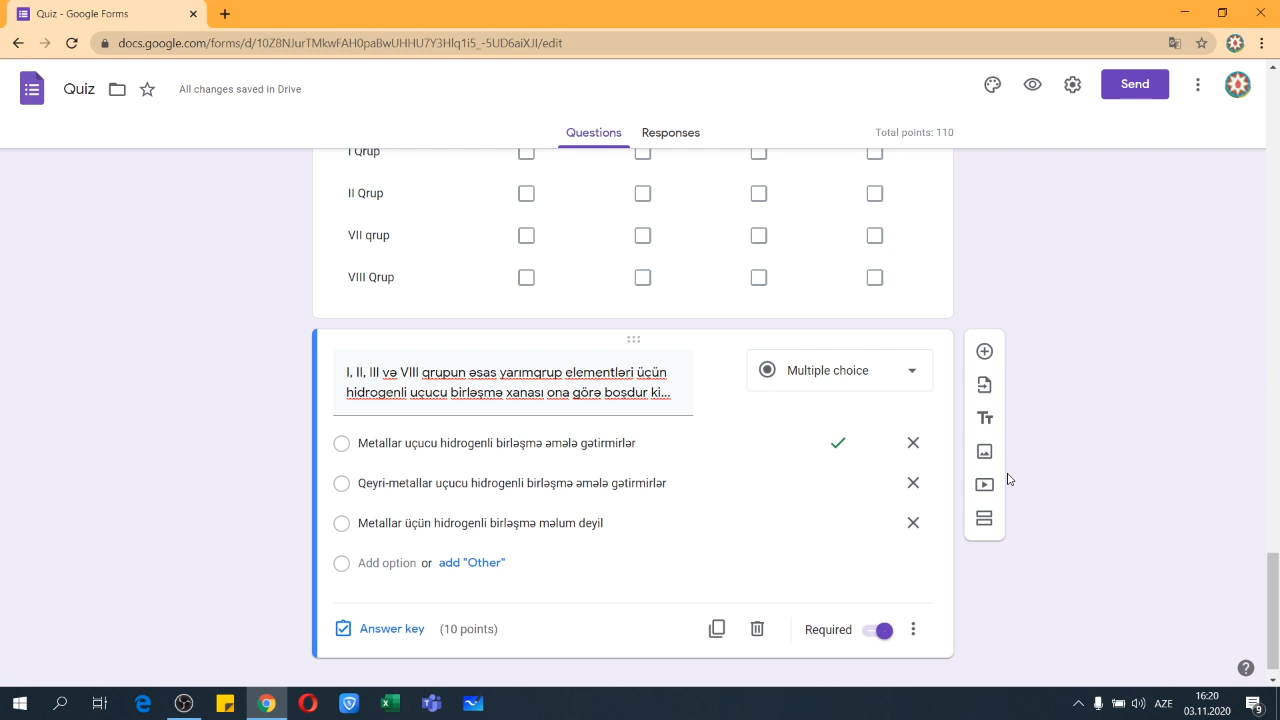 Quiz - Google Forms
docs.google.com/forms/d/10Z8NJurTMkwFAH0paBwUHHU7Y3Hlq1i5_-5UD6aiXJI/edit
Quiz
All changes saved in Drive
Send
Questions
Responses
Total points: 110
I Qrup
II Qrup
VII qrup
VIII Qrup
I, II, III və VIII qrupun əsas yarımqrup elementləri üçün
hidrogenli uçucu birləşmə xanası ona görə boşdur ki...
Multiple choice
Metallar uçucu hidrogenli birləşmə əmələ gətirmirlər
Qeyri-metallar uçucu hidrogenli birləşmə əmələ gətirmirlər
Metallar üçün hidrogenli birləşmə məlum deyil
Add option or add "Other"
Answer key (10 points)
Required
AZE
16:20
03.11.2020
9